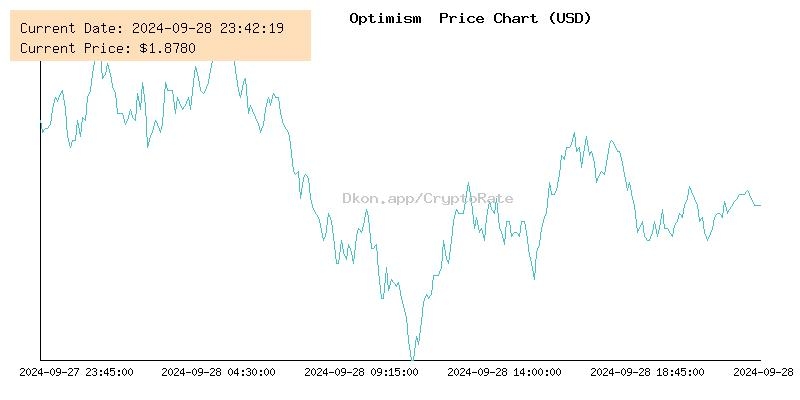 Optimism  Price Chart (USD)
Current Date: 2024-09-28 23:42:19
Current Price: $1.8780
Dkon.app/CryptoRate
2024-09-27 23:45:00 2024-09-28 04:30:00 2024-09-28 09:15:00 2024-09-28 14:00:00 2024-09-28 18:45:00 2024-09-28